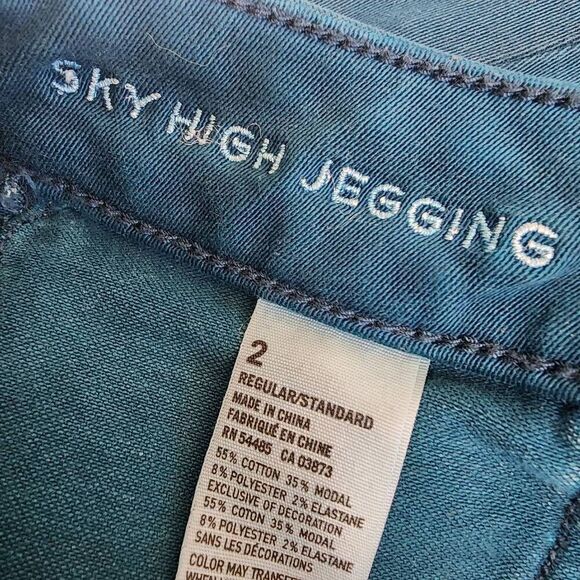 SKY HIGH JEGGING
2
REGULAR/STANDARD
MADE IN CHINA
FABRIQUÉ EN CHINE
RN 54485 CA 03873
55% COTTON 35% MODAL
8% POLYESTER 2% ELASTANE
EXCLUSIVE OF DECORATION
55% COTON 35% MODAL
8% POLYESTER 2% ELASTANE
SANS LES DÉCORATIONS
COLOR MAY TRANSFE